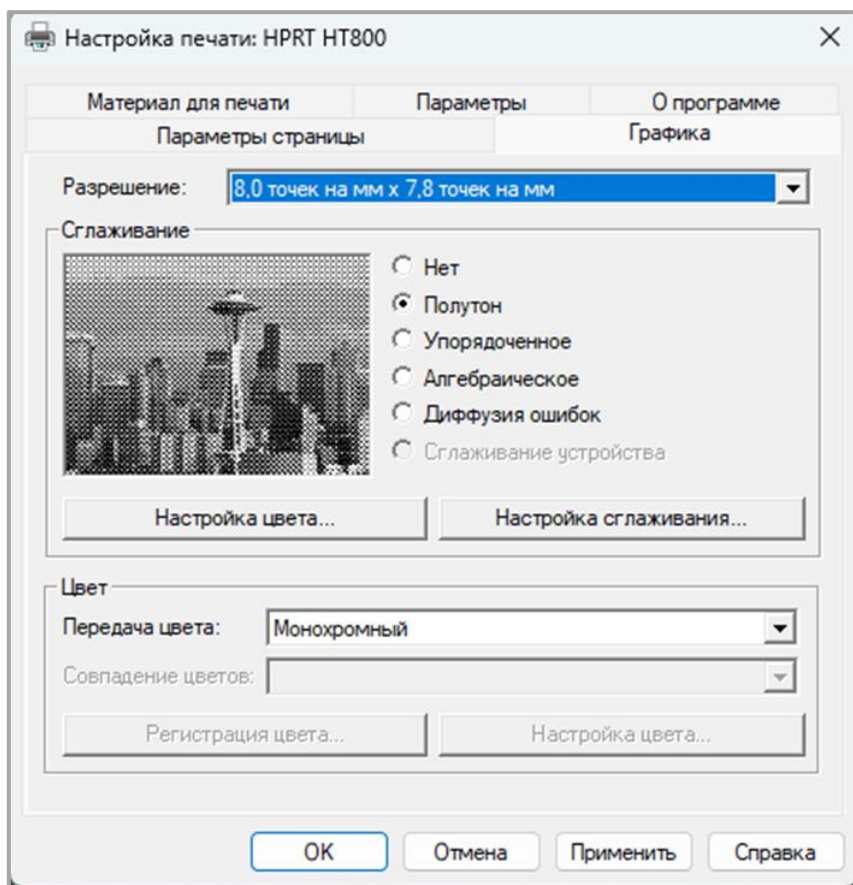 Настройка печати: HPRT HT800
Материал для печати Параметры О программе
Параметры страницы Графика
Разрешение: 8,0 точек на мм x 7,8 точек на мм
Сглаживание
Нет
Полутон
Упорядоченное
Алгебраическое
Диффузия ошибок
Сглаживание устройства
Настройка цвета... Настройка сглаживания...
Цвет
Передача цвета: Монохромный
Совпадение цветов:
Регистрация цвета... Настройка цвета...
OK Отмена Применить Справка